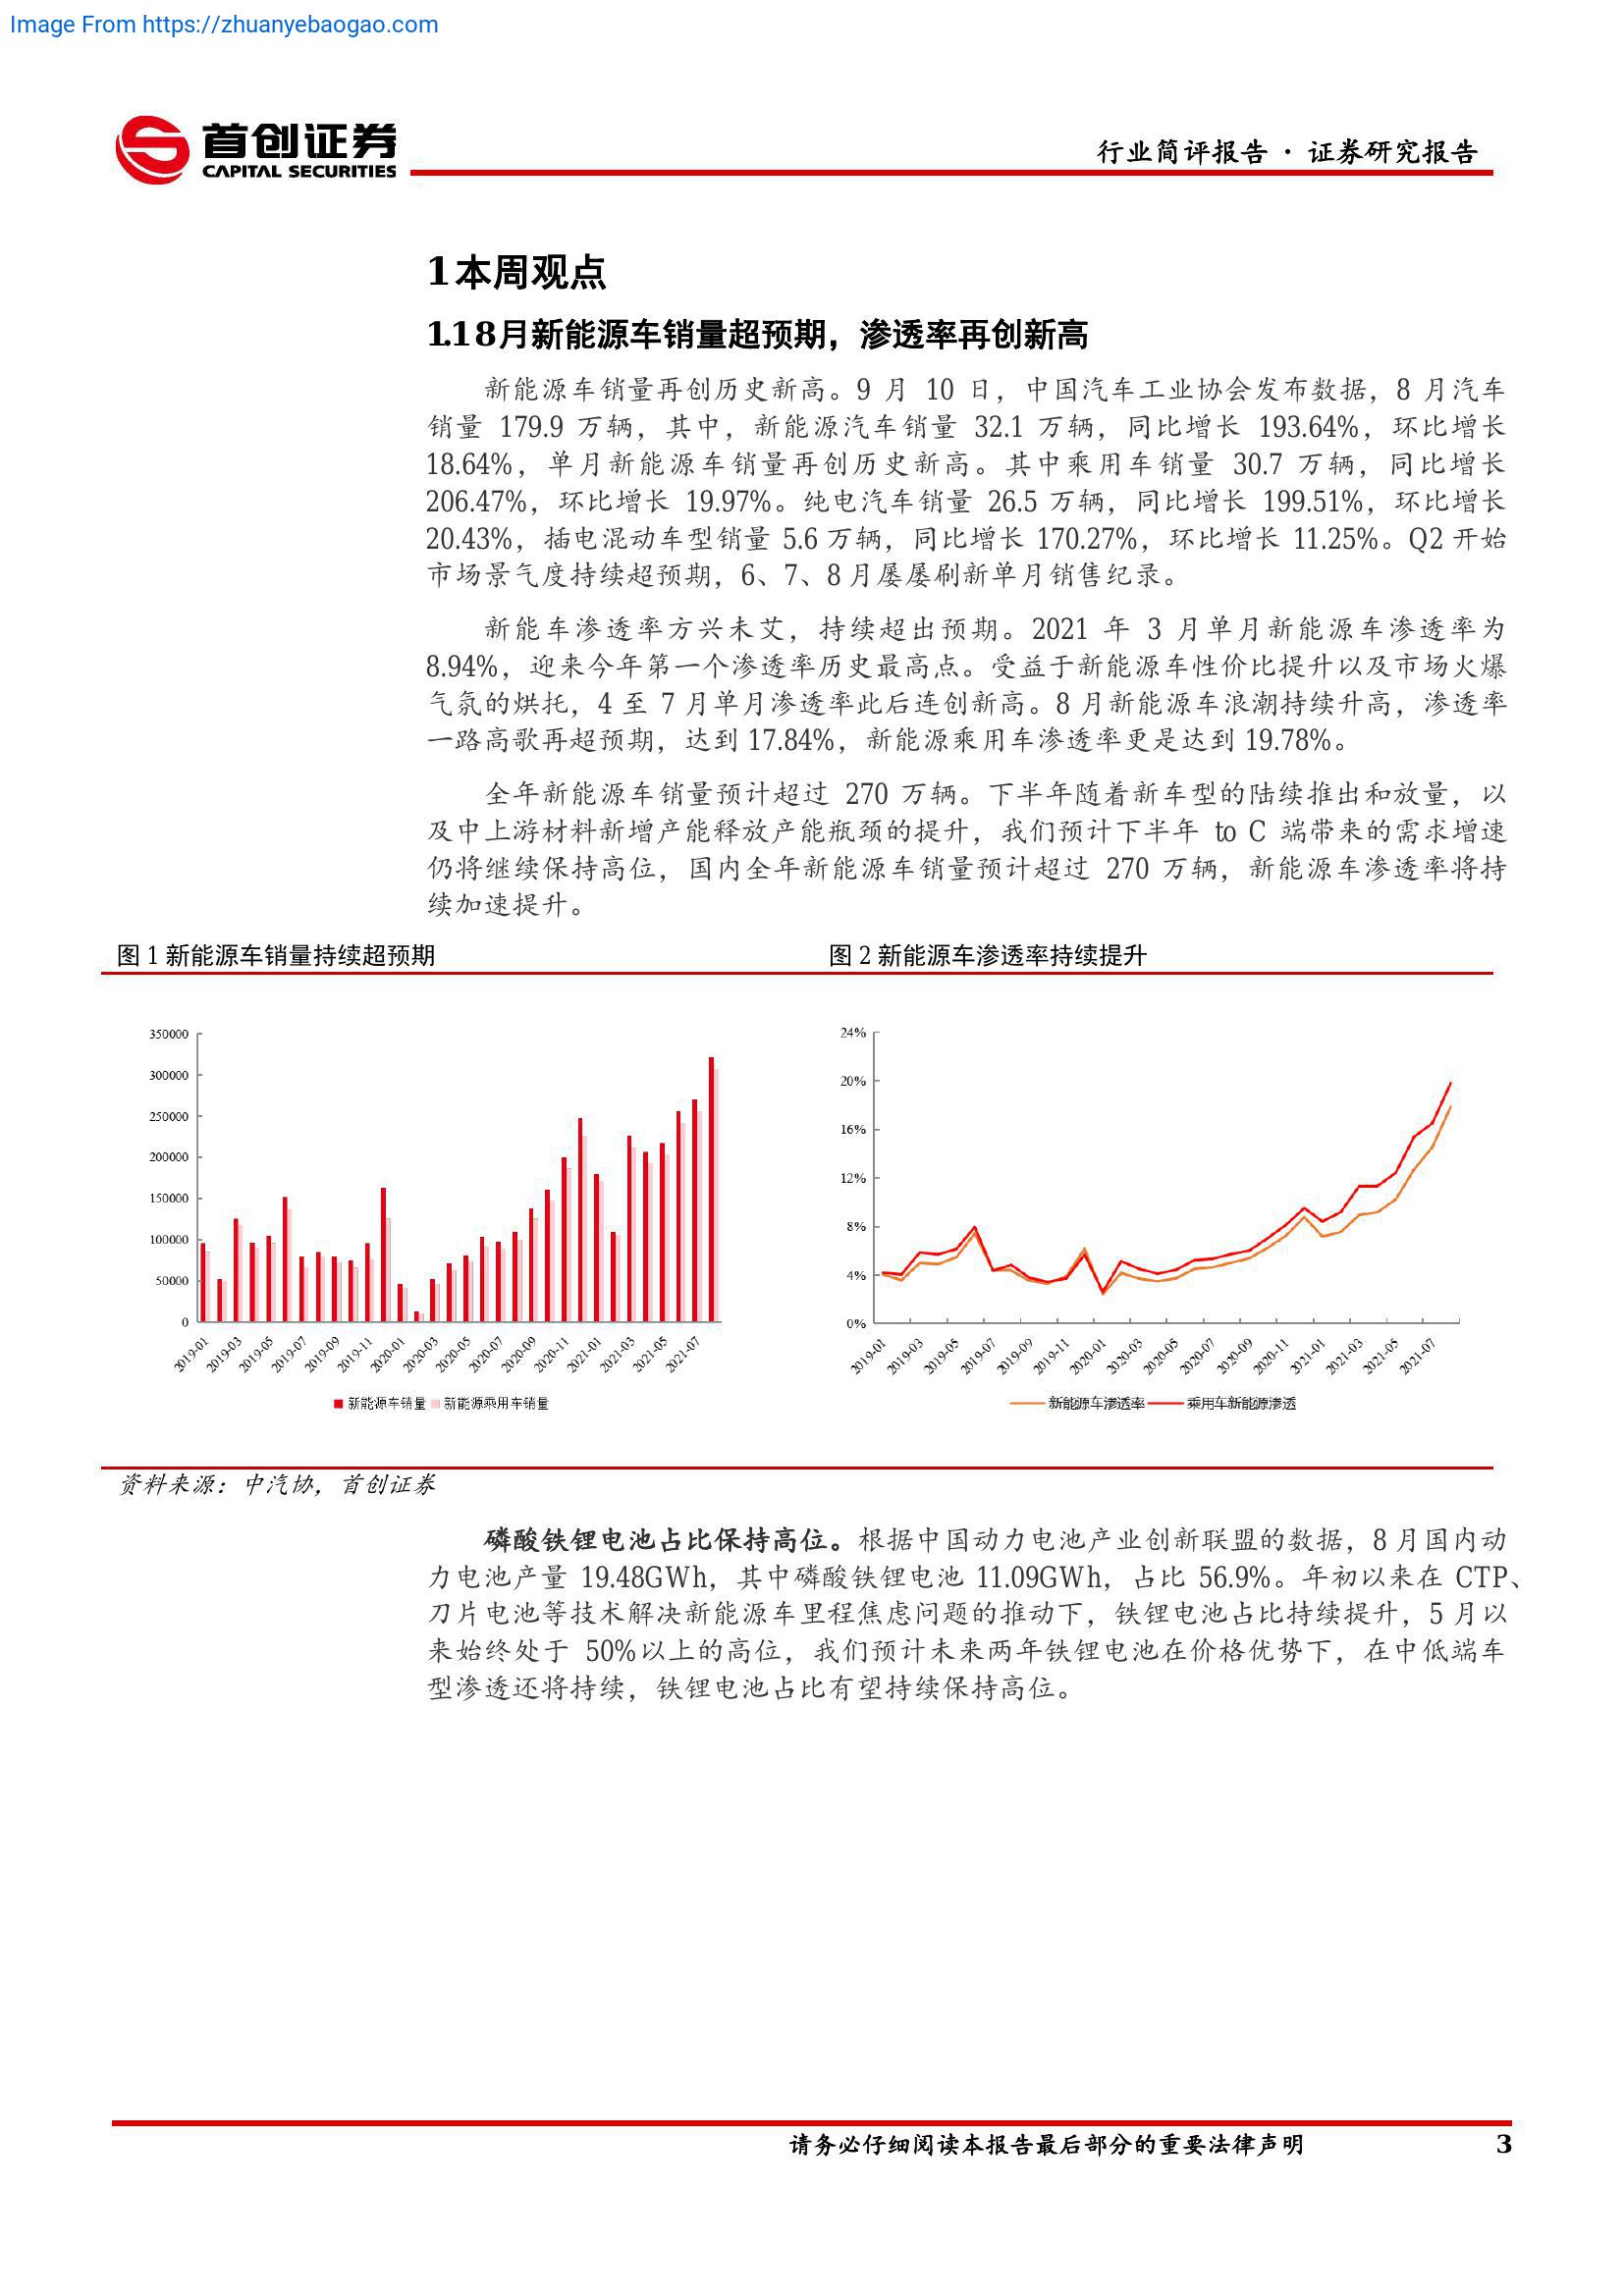 Image From https://zhuanyebaogao.com
首创证券
CAPITAL SECURITIES
行业简评报告 · 证券研究报告
1本周观点
1.1 8月新能源车销量超预期，渗透率再创新高
新能源车销量再创历史新高。9 月 10 日，中国汽车工业协会发布数据，8 月汽车
销量 179.9 万辆，其中，新能源汽车销量 32.1 万辆，同比增长 193.64%，环比增长
18.64%，单月新能源车销量再创历史新高。其中乘用车销量 30.7 万辆，同比增长
206.47%，环比增长 19.97%。纯电汽车销量 26.5 万辆，同比增长 199.51%，环比增长
20.43%，插电混动车型销量 5.6 万辆，同比增长 170.27%，环比增长 11.25%。Q2 开始
市场景气度持续超预期，6、7、8 月屡屡刷新单月销售纪录。
新能车渗透率方兴未艾，持续超出预期。2021 年 3 月单月新能源车渗透率为
8.94%，迎来今年第一个渗透率历史最高点。受益于新能源车性价比提升以及市场火爆
气氛的烘托，4 至 7 月单月渗透率此后连创新高。8 月新能源车浪潮持续升高，渗透率
一路高歌再超预期，达到 17.84%，新能源乘用车渗透率更是达到 19.78%。
全年新能源车销量预计超过 270 万辆。下半年随着新车型的陆续推出和放量，以
及中上游材料新增产能释放产能瓶颈的提升，我们预计下半年 to C 端带来的需求增速
仍将继续保持高位，国内全年新能源车销量预计超过 270 万辆，新能源车渗透率将持
续加速提升。
图 1 新能源车销量持续超预期
350000
300000
250000
200000
150000
100000
50000
0
2019-01 2019-03 2019-05 2019-07 2019-09 2019-11 2020-01 2020-03 2020-05 2020-07 2020-09 2020-11 2021-01 2021-03 2021-05 2021-07
新能源车销量 新能源乘用车销量
图 2 新能源车渗透率持续提升
24%
20%
16%
12%
8%
4%
0%
2019-01 2019-03 2019-05 2019-07 2019-09 2019-11 2020-01 2020-03 2020-05 2020-07 2020-09 2020-11 2021-01 2021-03 2021-05 2021-07
新能源车渗透率 乘用车新能源渗透
资料来源：中汽协，首创证券
磷酸铁锂电池占比保持高位。根据中国动力电池产业创新联盟的数据，8 月国内动
力电池产量 19.48GWh，其中磷酸铁锂电池 11.09GWh，占比 56.9%。年初以来在 CTP、
刀片电池等技术解决新能源车里程焦虑问题的推动下，铁锂电池占比持续提升，5 月以
来始终处于 50%以上的高位，我们预计未来两年铁锂电池在价格优势下，在中低端车
型渗透还将持续，铁锂电池占比有望持续保持高位。
请务必仔细阅读本报告最后部分的重要法律声明
3